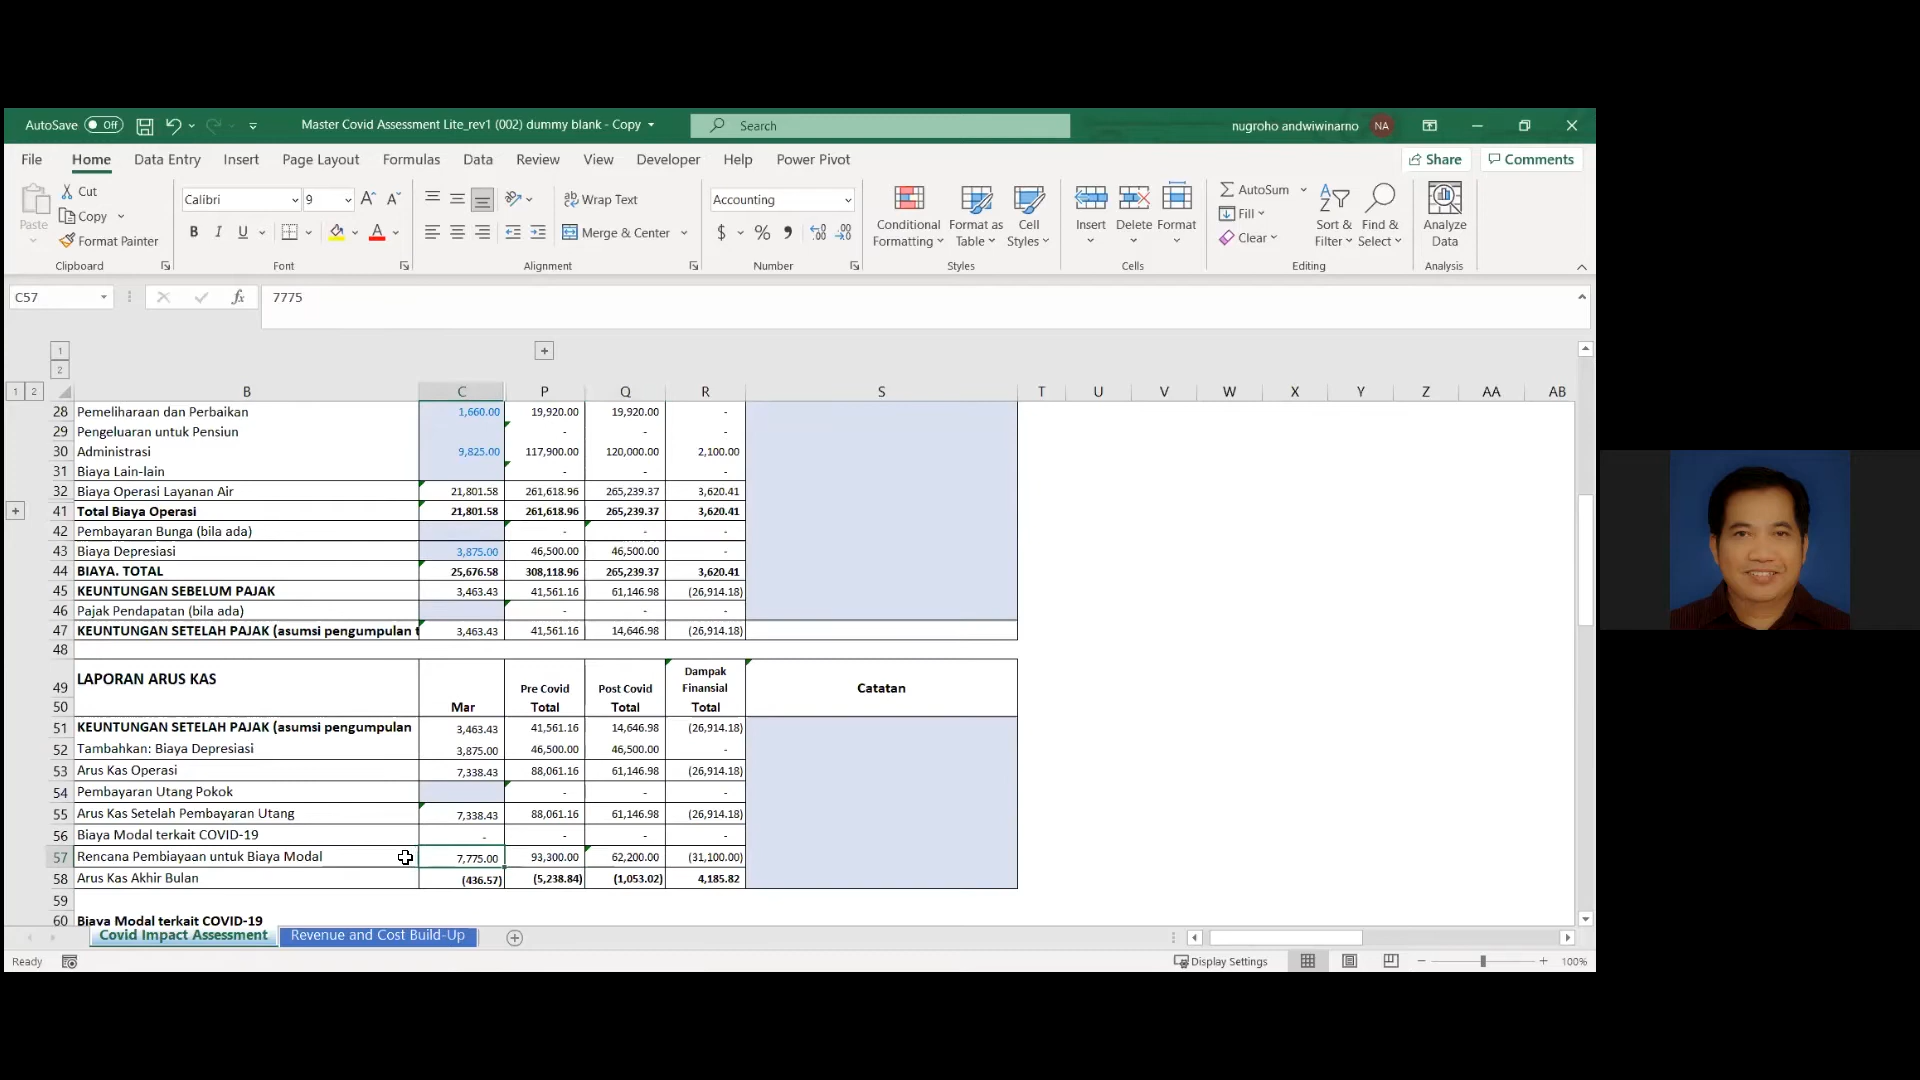 AutoSave Off Master Covid Assessment Lite_rev1 (002) dummy blank - Copy Search nugroho andwiwinarno NA
File Home Data Entry Insert Page Layout Formulas Data Review View Developer Help Power Pivot Share Comments
Paste Cut Copy Format Painter Clipboard
Calibri 9 A A B I U A Font
ab Wrap Text Merge & Center Alignment
Accounting $ % Number
Conditional Formatting Format as Table Cell Styles Styles
Insert Delete Format Cells
AutoSum Fill Clear Sort & Filter Find & Select Editing
Analyze Data Analysis
C57 fx 7775
1
2
1 2 B C P Q R S T U V W X Y Z AA AB
28 Pemeliharaan dan Perbaikan 1,660.00 19,920.00 19,920.00 -
29 Pengeluaran untuk Pensiun - - -
30 Administrasi 9,825.00 117,900.00 120,000.00 2,100.00
31 Biaya Lain-lain - - -
32 Biaya Operasi Layanan Air 21,801.58 261,618.96 265,239.37 3,620.41
41 Total Biaya Operasi 21,801.58 261,618.96 265,239.37 3,620.41
42 Pembayaran Bunga (bila ada) - - -
43 Biaya Depresiasi 3,875.00 46,500.00 46,500.00 -
44 BIAYA. TOTAL 25,676.58 308,118.96 265,239.37 3,620.41
45 KEUNTUNGAN SEBELUM PAJAK 3,463.43 41,561.16 61,146.98 (26,914.18)
46 Pajak Pendapatan (bila ada) - - -
47 KEUNTUNGAN SETELAH PAJAK (asumsi pengumpulan t 3,463.43 41,561.16 14,646.98 (26,914.18)
48
49 LAPORAN ARUS KAS Pre Covid Post Covid Dampak Finansial Catatan
50 Mar Total Total Total
51 KEUNTUNGAN SETELAH PAJAK (asumsi pengumpulan 3,463.43 41,561.16 14,646.98 (26,914.18)
52 Tambahkan: Biaya Depresiasi 3,875.00 46,500.00 46,500.00 -
53 Arus Kas Operasi 7,338.43 88,061.16 61,146.98 (26,914.18)
54 Pembayaran Utang Pokok - - -
55 Arus Kas Setelah Pembayaran Utang 7,338.43 88,061.16 61,146.98 (26,914.18)
56 Biaya Modal terkait COVID-19 - - - -
57 Rencana Pembiayaan untuk Biaya Modal 7,775.00 93,300.00 62,200.00 (31,100.00)
58 Arus Kas Akhir Bulan (436.57) (5,238.84) (1,053.02) 4,185.82
59
60 Biaya Modal terkait COVID-19
Covid Impact Assessment Revenue and Cost Build-Up
Ready Display Settings 100%